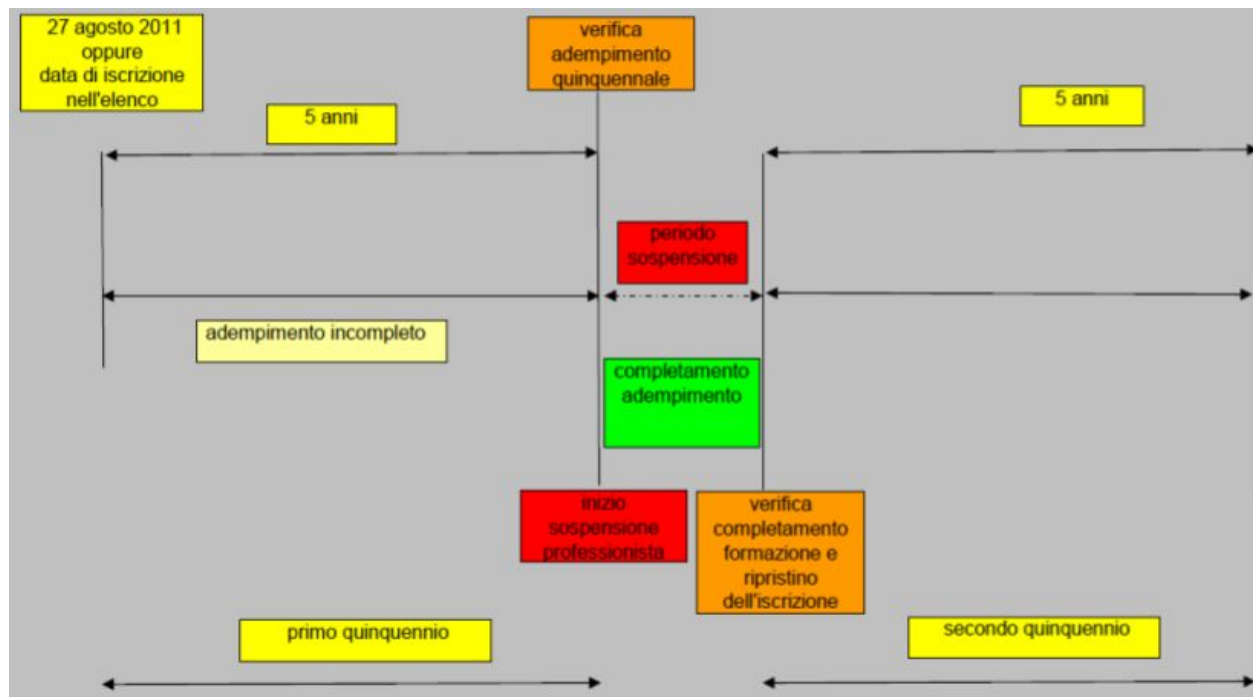 27 agosto 2011
oppure
data di iscrizione
nell'elenco
verifica
adempimento
quinquennale
5 anni
5 anni
periodo
sospensione
adempimento incompleto
completamento
adempimento
inizio
sospensione
professionista
verifica
completamento
formazione e
ripristino
dell'iscrizione
primo quinquennio
secondo quinquennio